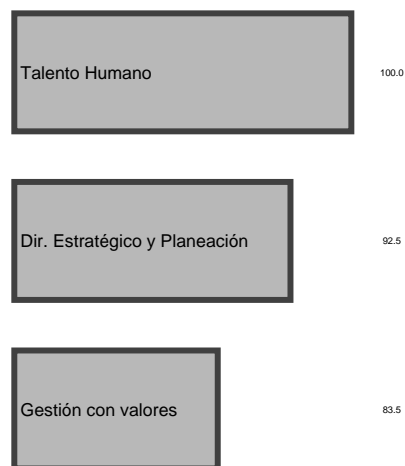 Talento Humano 100.0
Dir. Estratégico y Planeación 92.5
Gestión con valores 83.5